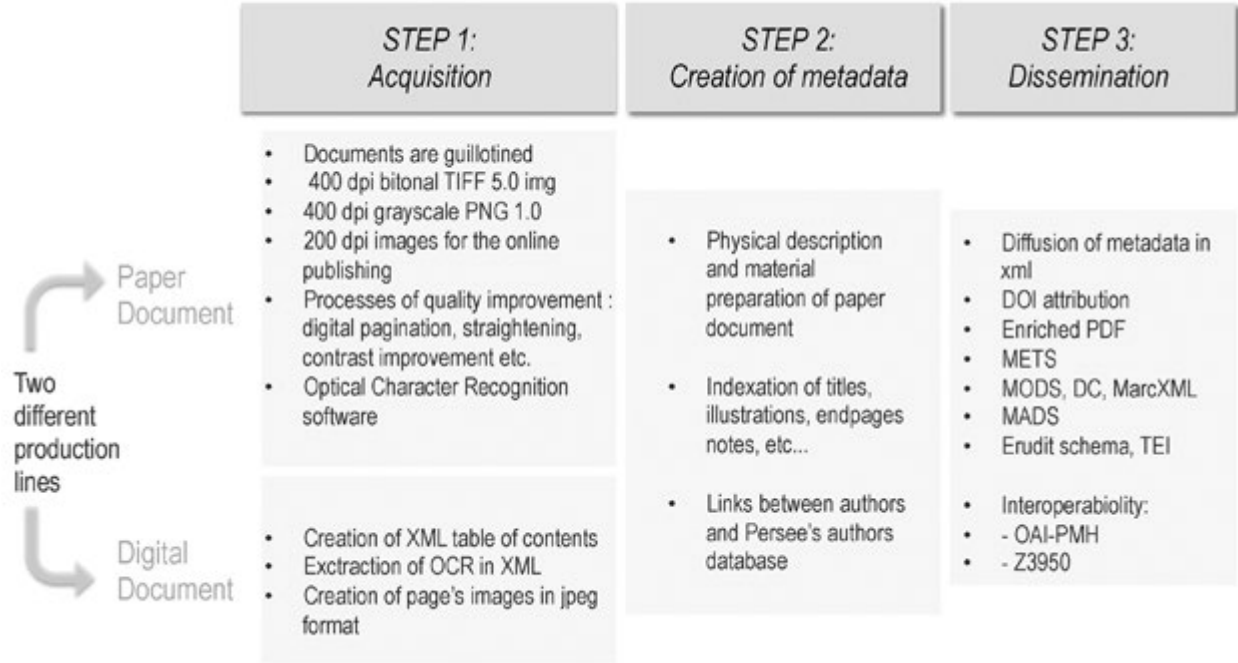 STEP 1:
Acquisition
STEP 2:
Creation of metadata
STEP 3:
Dissemination
Two
different
production
lines
Paper
Document
Digital
Document
• Documents are guillotined
• 400 dpi bitonal TIFF 5.0 img
• 400 dpi grayscale PNG 1.0
• 200 dpi images for the online
publishing
• Processes of quality improvement :
digital pagination, straightening,
contrast improvement etc.
• Optical Character Recognition
software
• Creation of XML table of contents
• Exctraction of OCR in XML
• Creation of page's images in jpeg
format
• Physical description
and material
preparation of paper
document
• Indexation of titles,
illustrations, endpages
notes, etc...
• Links between authors
and Persee's authors
database
• Diffusion of metadata in
xml
• DOI attribution
• Enriched PDF
• METS
• MODS, DC, MarcXML
• MADS
• Erudit schema, TEI
• Interoperabiolity:
• - OAI-PMH
• - Z3950